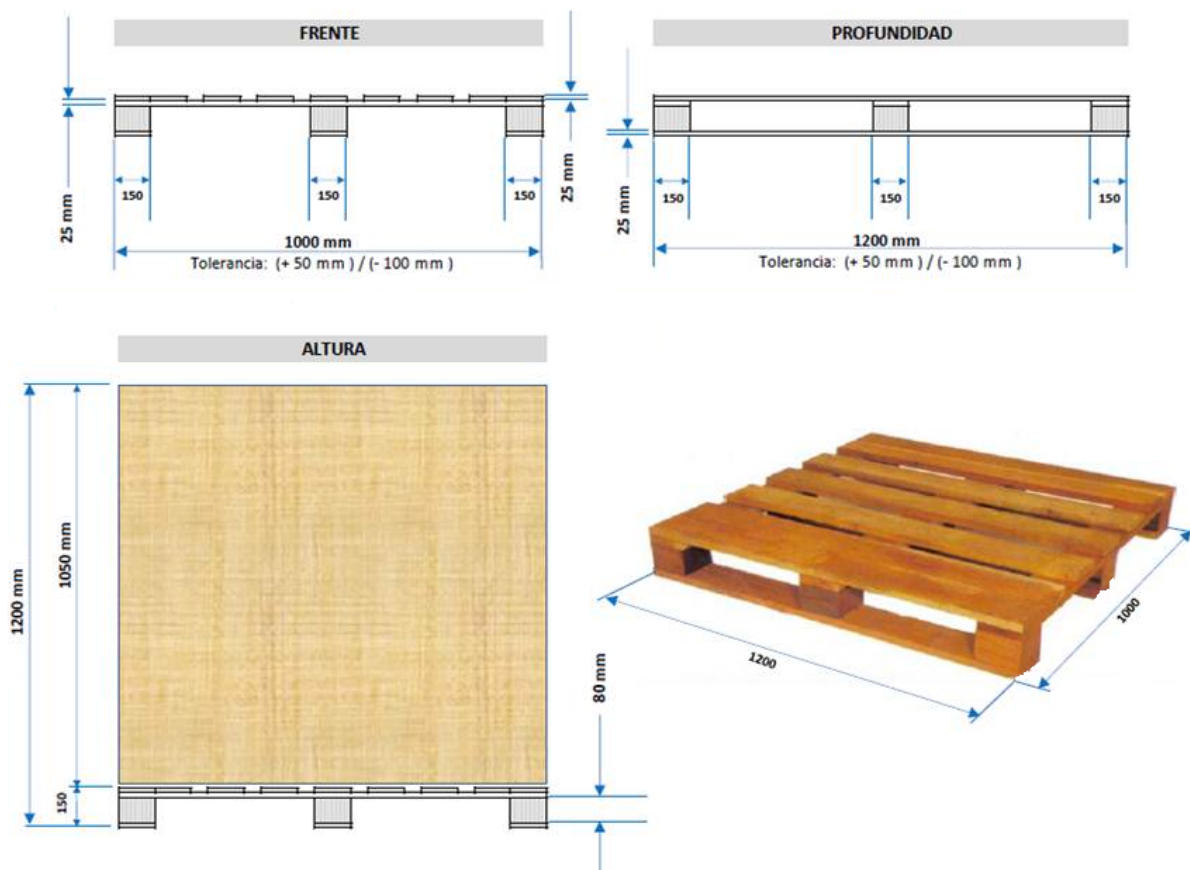 FRENTE
PROFUNDIDAD
25 mm
150
150
150
25 mm
1000 mm
Tolerancia: (+ 50 mm ) / (- 100 mm )
25 mm
150
150
150
1200 mm
Tolerancia: (+ 50 mm ) / (- 100 mm )
ALTURA
1200 mm
1050 mm
150
80 mm
1200
1000